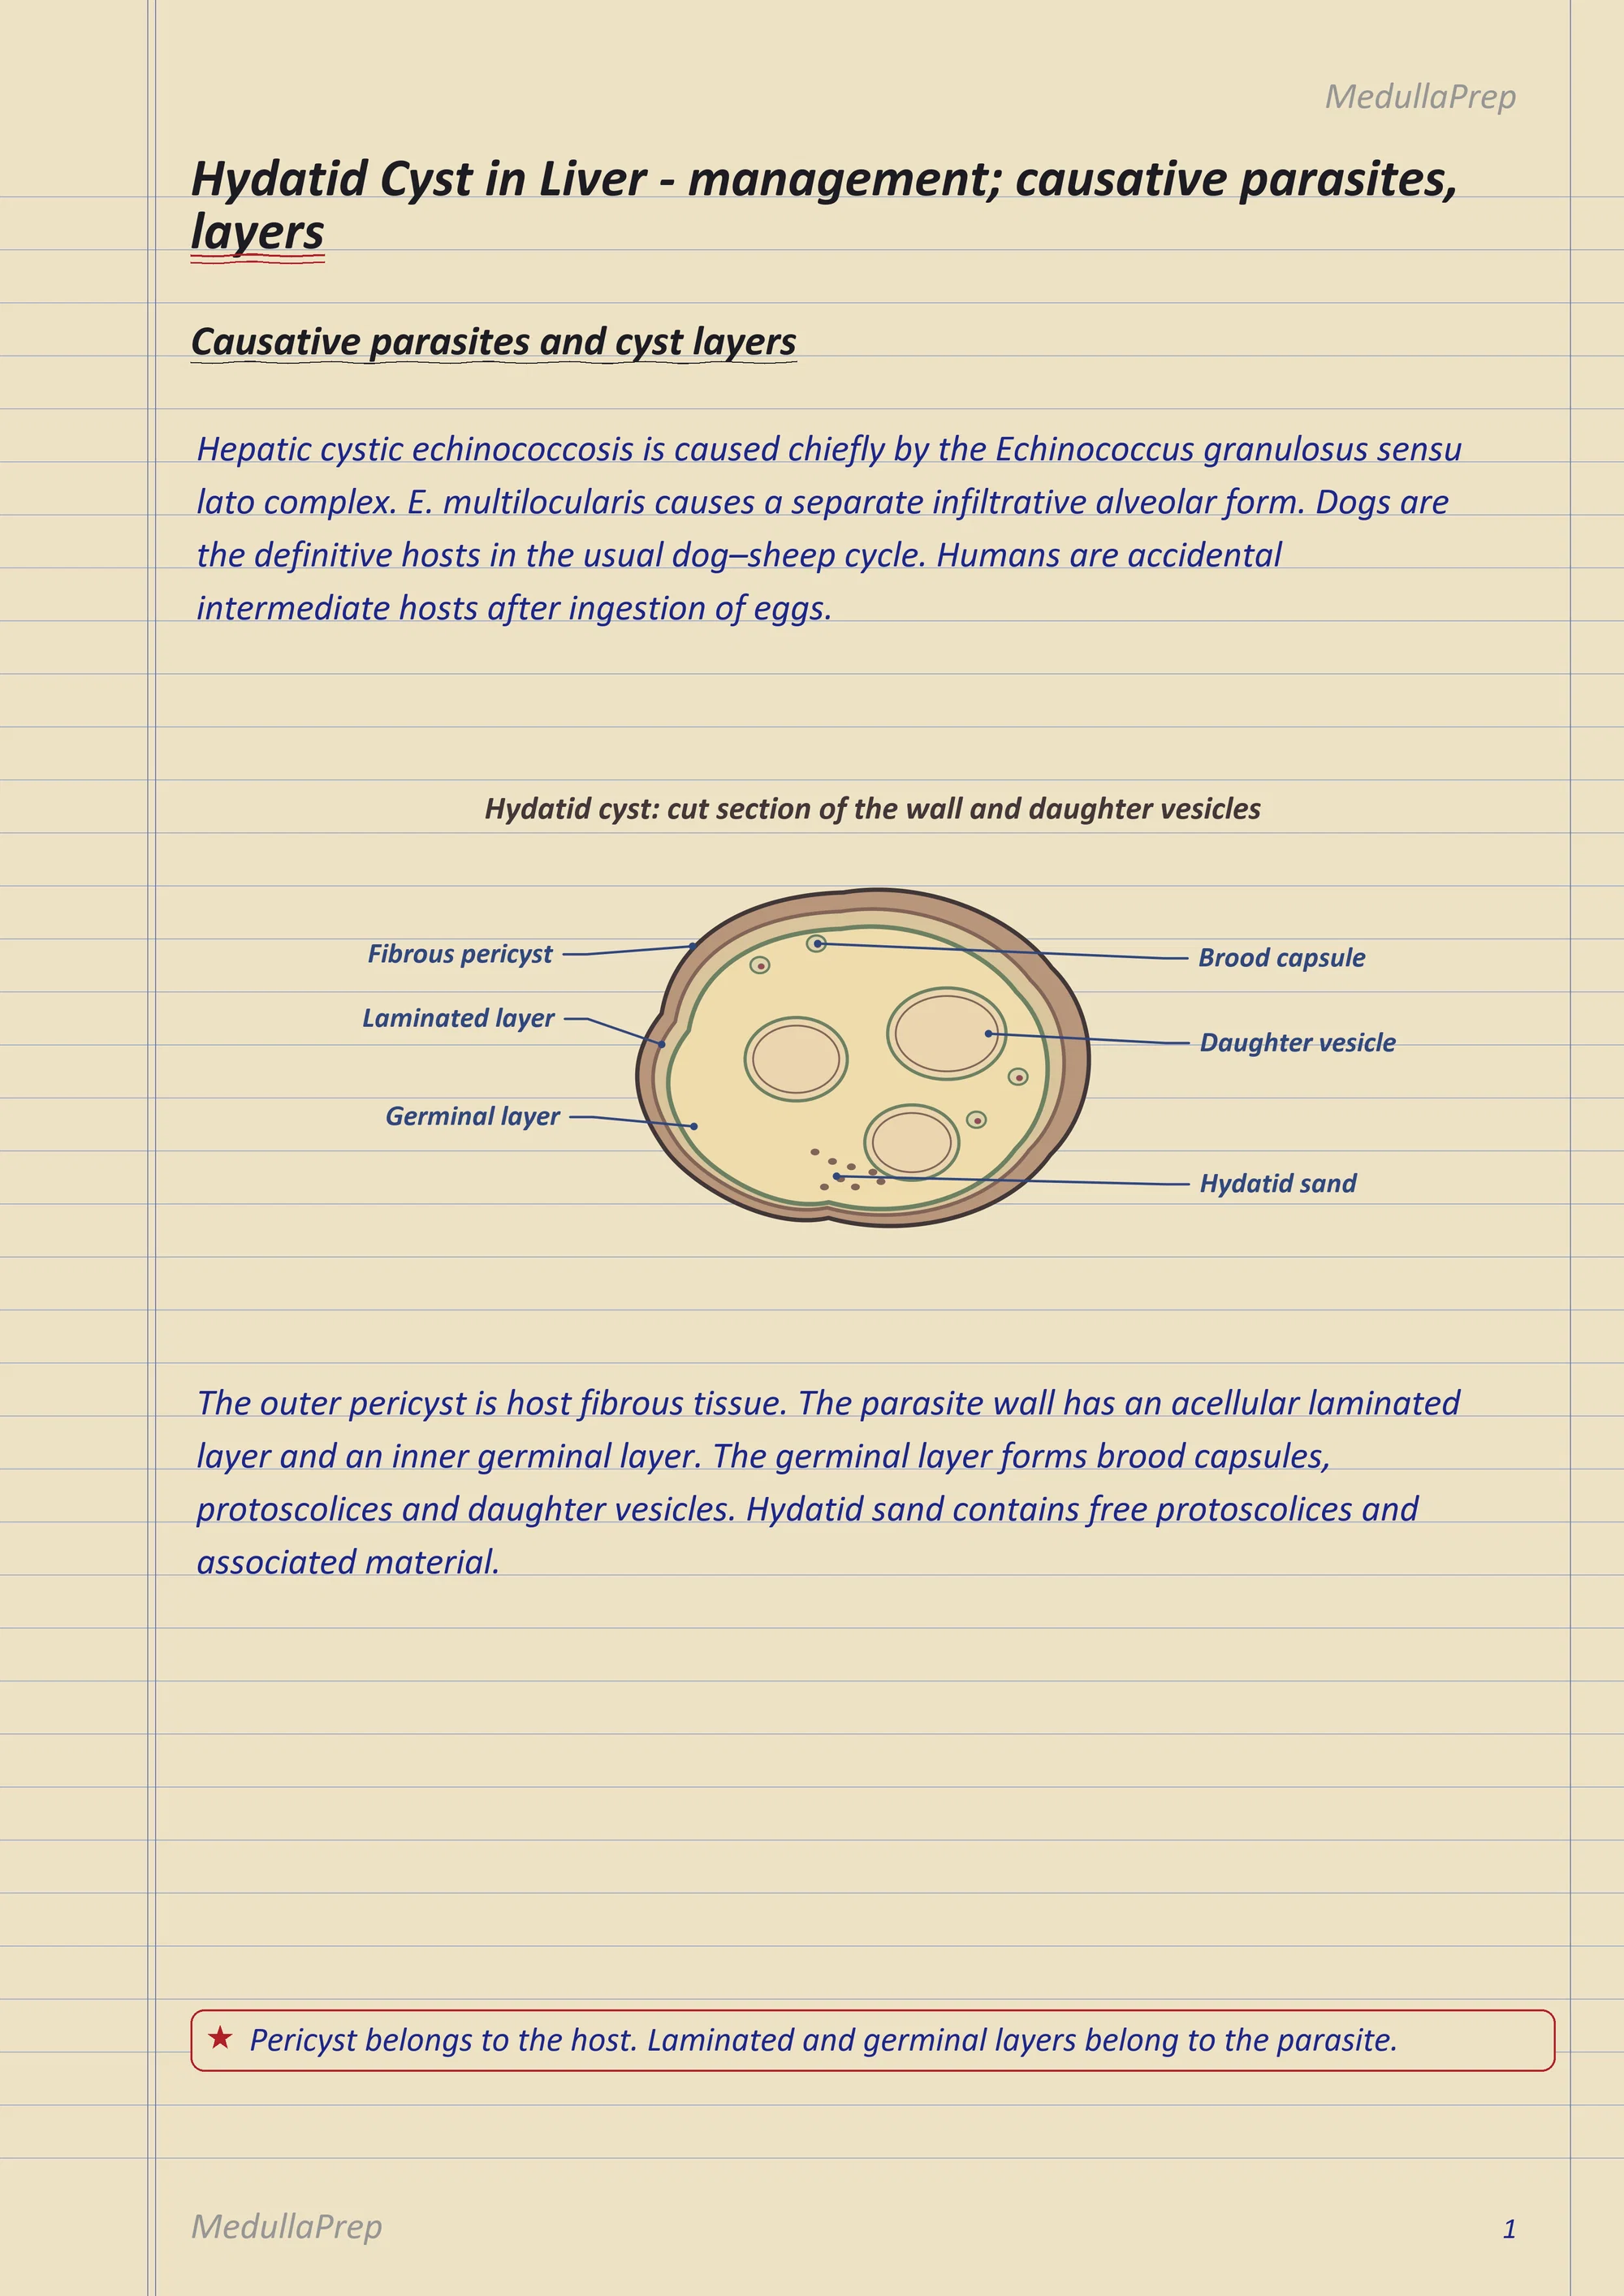 MedullaPrep
Hydatid Cyst in Liver - management; causative parasites,
layers
Causative parasites and cyst layers
Hepatic cystic echinococcosis is caused chiefly by the Echinococcus granulosus sensu
lato complex. E. multilocularis causes a separate infiltrative alveolar form. Dogs are
the definitive hosts in the usual dog–sheep cycle. Humans are accidental
intermediate hosts after ingestion of eggs.
Hydatid cyst: cut section of the wall and daughter vesicles
Fibrous pericyst
Brood capsule
Laminated layer
Daughter vesicle
Germinal layer
Hydatid sand
The outer pericyst is host fibrous tissue. The parasite wall has an acellular laminated
layer and an inner germinal layer. The germinal layer forms brood capsules,
protoscolices and daughter vesicles. Hydatid sand contains free protoscolices and
associated material.
★ Pericyst belongs to the host. Laminated and germinal layers belong to the parasite.
MedullaPrep
1